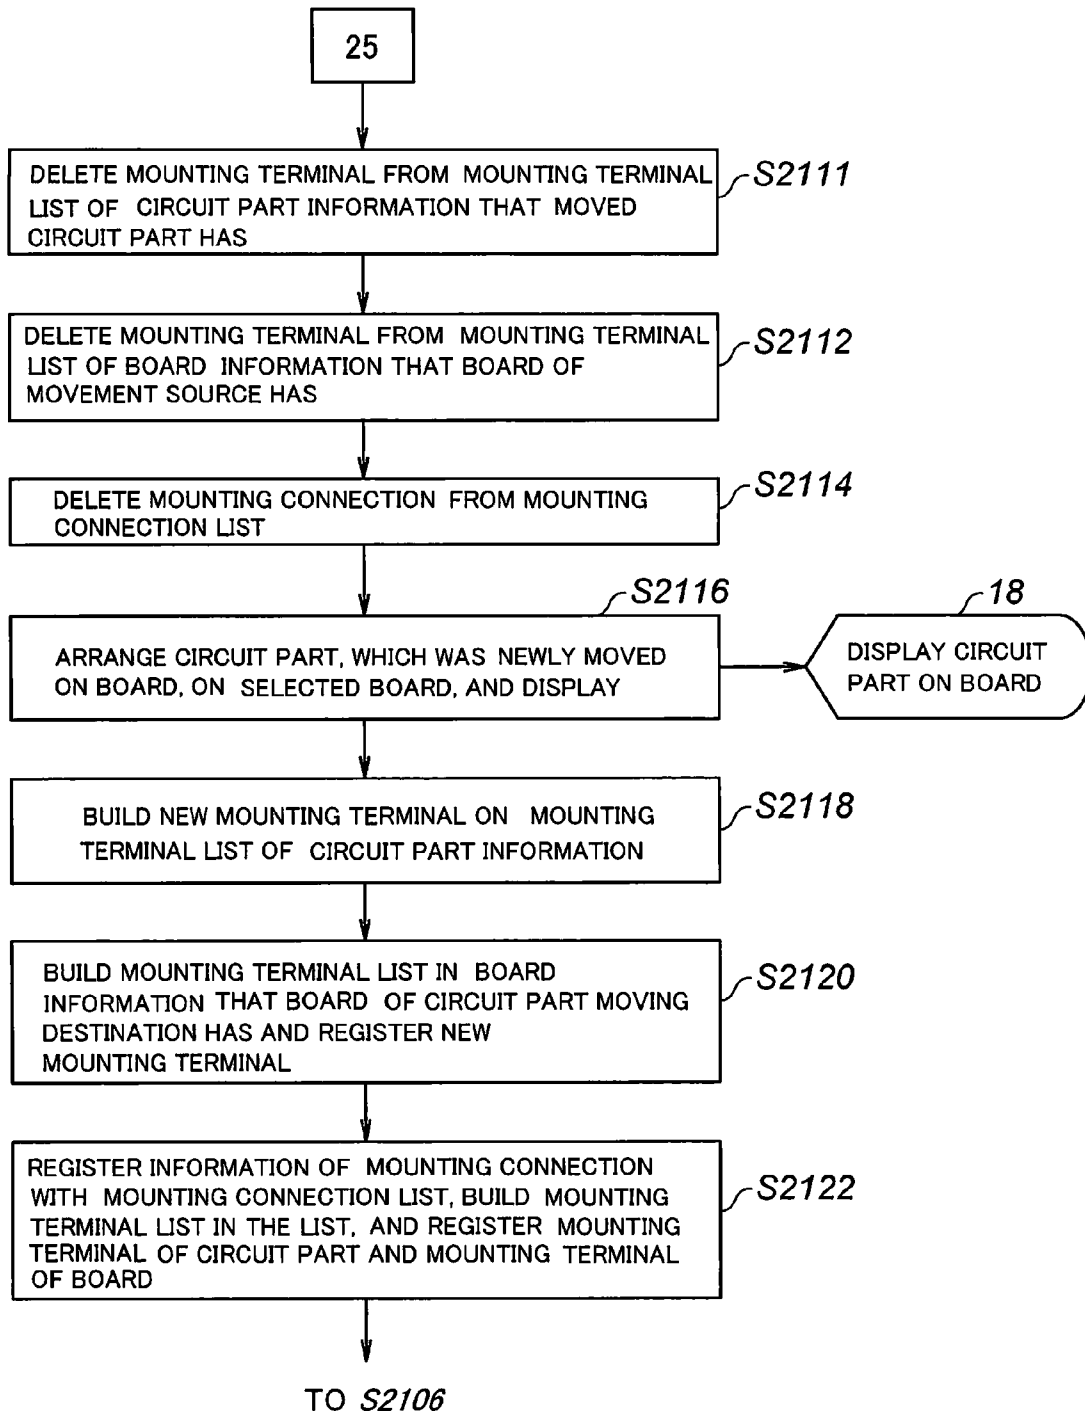 25
DELETE MOUNTING TERMINAL FROM MOUNTING TERMINAL
LIST OF CIRCUIT PART INFORMATION THAT MOVED
CIRCUIT PART HAS
S2111
DELETE MOUNTING TERMINAL FROM MOUNTING TERMINAL
LIST OF BOARD INFORMATION THAT BOARD OF
MOVEMENT SOURCE HAS
S2112
DELETE MOUNTING CONNECTION FROM MOUNTING
CONNECTION LIST
S2114
ARRANGE CIRCUIT PART, WHICH WAS NEWLY MOVED
ON BOARD, ON SELECTED BOARD, AND DISPLAY
S2116
DISPLAY CIRCUIT
PART ON BOARD
18
BUILD NEW MOUNTING TERMINAL ON MOUNTING
TERMINAL LIST OF CIRCUIT PART INFORMATION
S2118
BUILD MOUNTING TERMINAL LIST IN BOARD
INFORMATION THAT BOARD OF CIRCUIT PART MOVING
DESTINATION HAS AND REGISTER NEW
MOUNTING TERMINAL
S2120
REGISTER INFORMATION OF MOUNTING CONNECTION
WITH MOUNTING CONNECTION LIST, BUILD MOUNTING
TERMINAL LIST IN THE LIST, AND REGISTER MOUNTING
TERMINAL OF CIRCUIT PART AND MOUNTING TERMINAL
OF BOARD
S2122
TO S2106